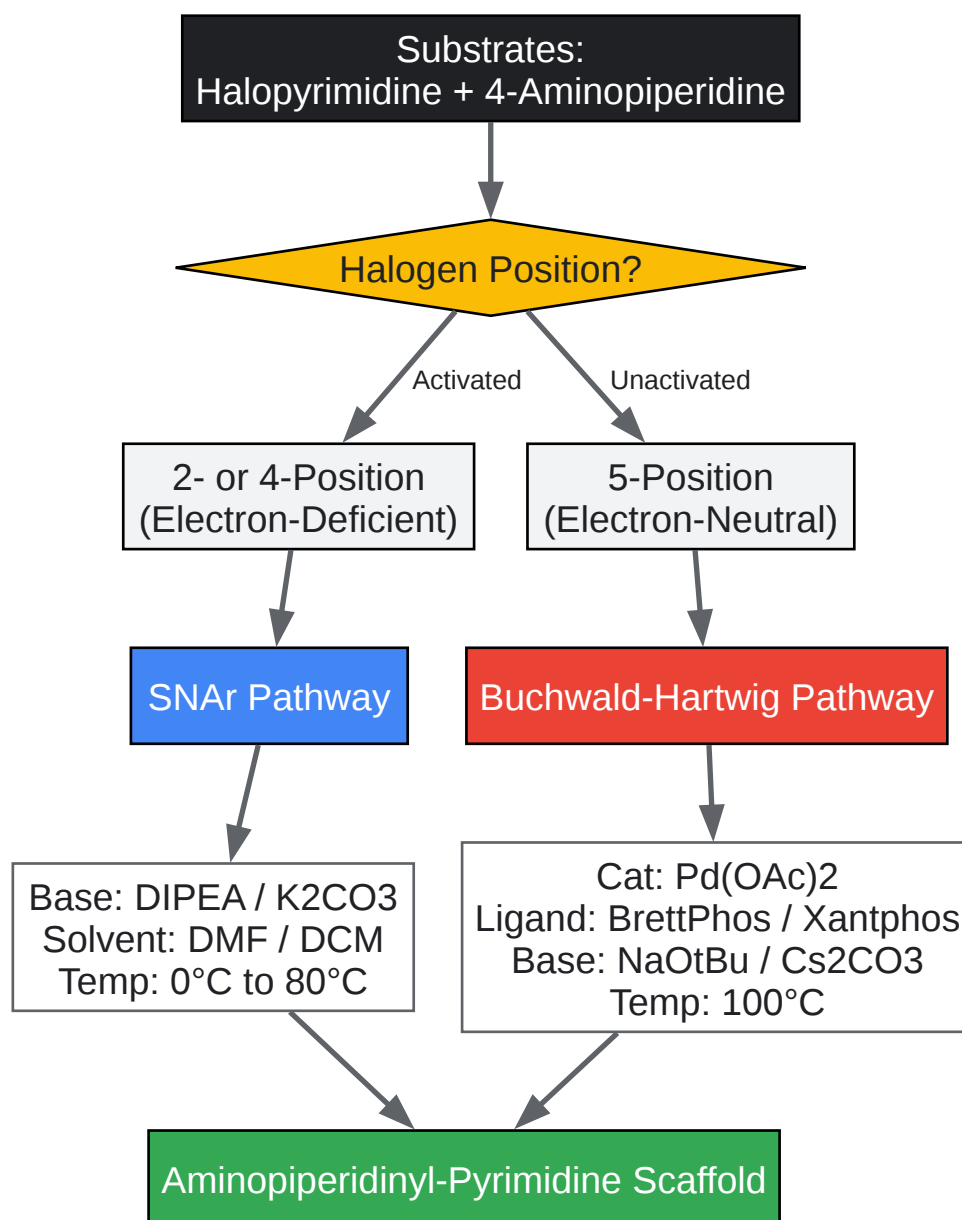 Substrates:
Halopyrimidine + 4-Aminopiperidine
Halogen Position?
Activated
Unactivated
2- or 4-Position
(Electron-Deficient)
5-Position
(Electron-Neutral)
SNAr Pathway
Buchwald-Hartwig Pathway
Base: DIPEA / K2CO3
Solvent: DMF / DCM
Temp: 0°C to 80°C
Cat: Pd(OAc)2
Ligand: BrettPhos / Xantphos
Base: NaOtBu / Cs2CO3
Temp: 100°C
Aminopiperidinyl-Pyrimidine Scaffold